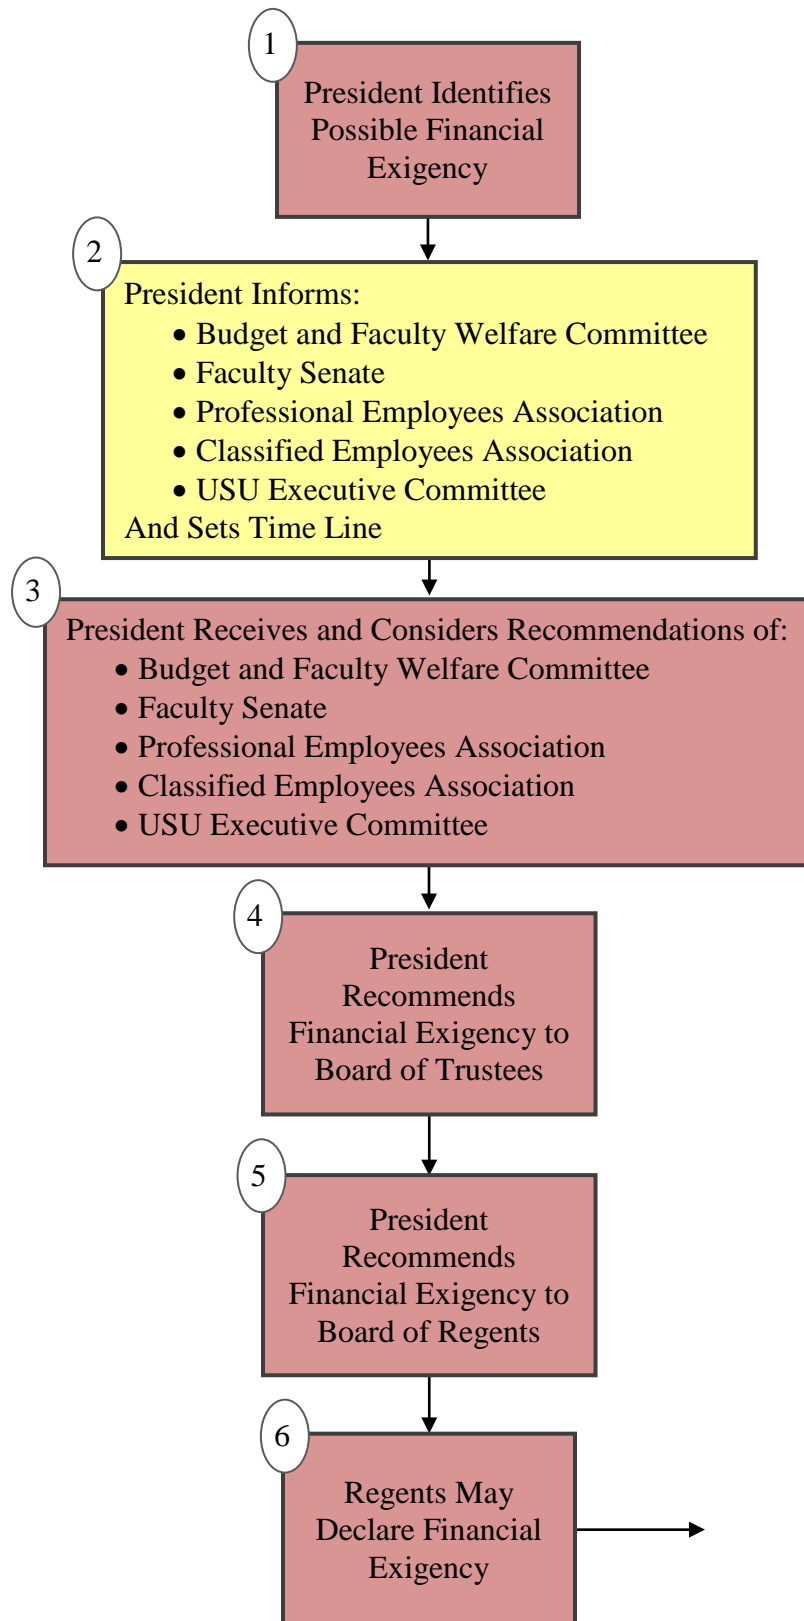 1
President Identifies
Possible Financial
Exigency
2
President Informs:
• Budget and Faculty Welfare Committee
• Faculty Senate
• Professional Employees Association
• Classified Employees Association
• USU Executive Committee
And Sets Time Line
3
President Receives and Considers Recommendations of:
• Budget and Faculty Welfare Committee
• Faculty Senate
• Professional Employees Association
• Classified Employees Association
• USU Executive Committee
4
President
Recommends
Financial Exigency to
Board of Trustees
5
President
Recommends
Financial Exigency to
Board of Regents
6
Regents May
Declare Financial
Exigency